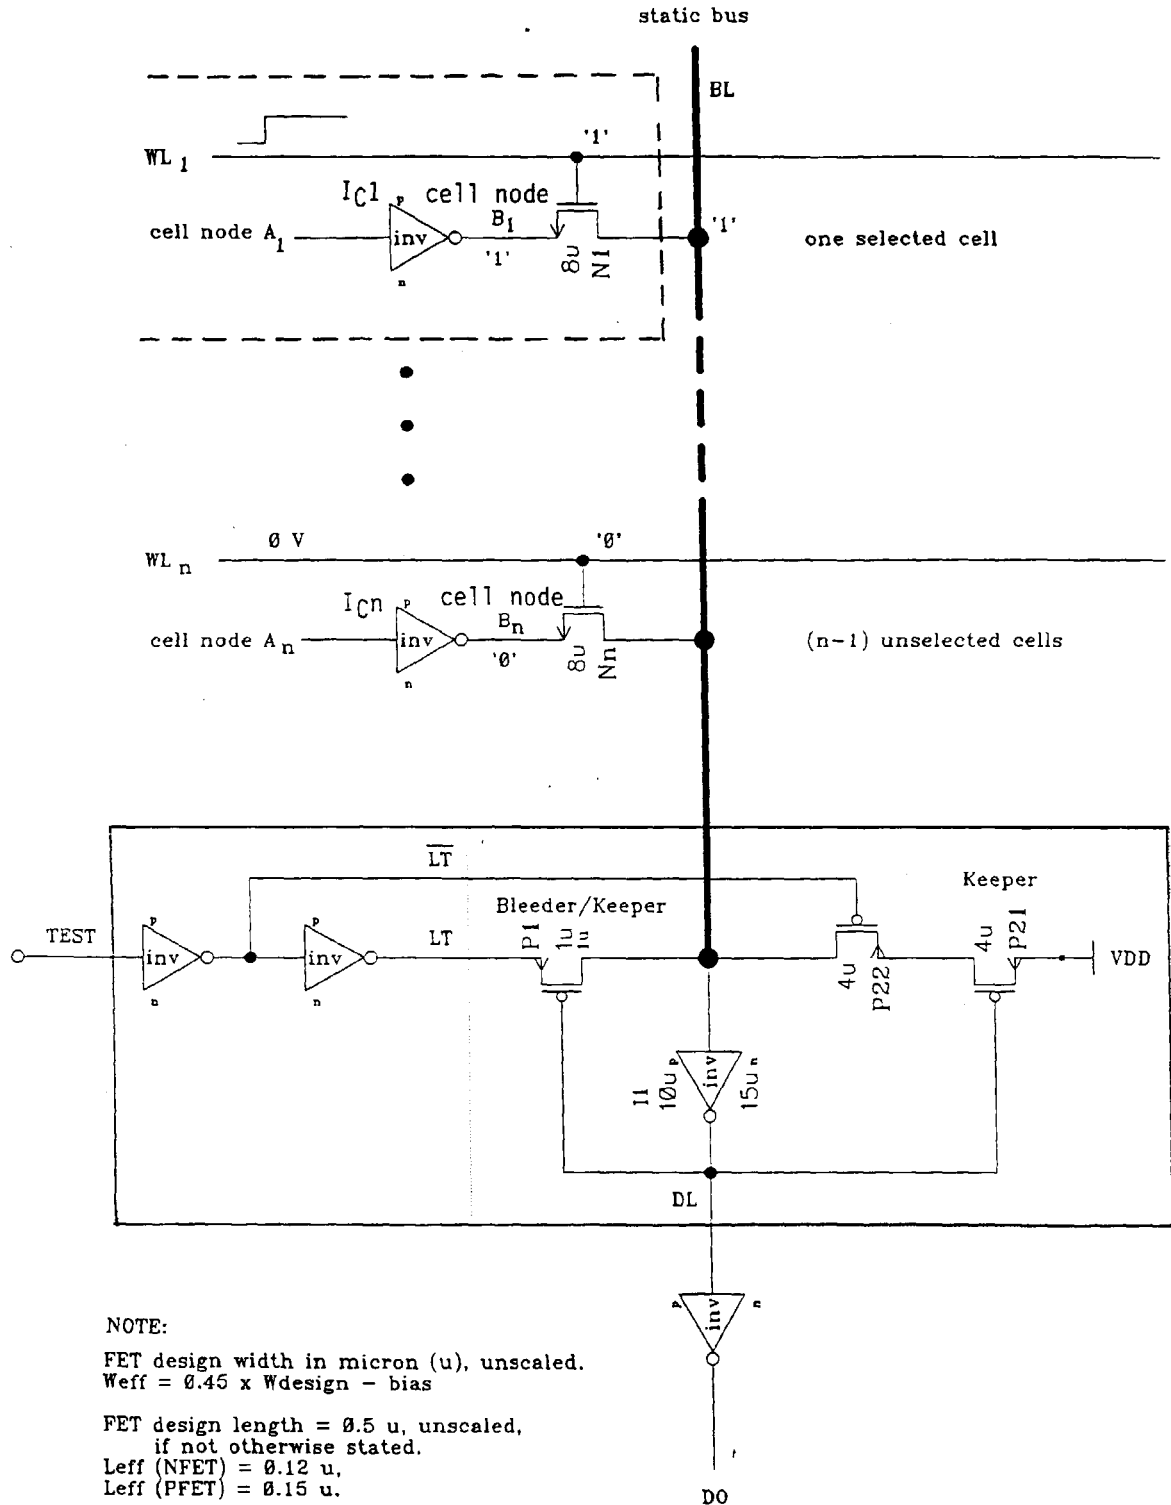 static bus
BL
WL 1
'1'
IC1
p
cell node
cell node A1
inv
B1
'1'
n
8u
N1
'1'
one selected cell
WL n
0 V
'0'
ICn
p
cell node
cell node An
inv
Bn
'0'
n
8u
Nn
(n-1) unselected cells
LT
Keeper
Bleeder/Keeper
TEST
p
inv
n
p
inv
n
LT
P1
1u
1u
4u
P22
4u
P21
VDD
I1
10u
p
inv
n
15u
DL
p
inv
n
NOTE:
FET design width in micron (u), unscaled.
Weff = 0.45 x Wdesign - bias
FET design length = 0.5 u, unscaled,
if not otherwise stated.
Leff (NFET) = 0.12 u,
Leff (PFET) = 0.15 u.
DO